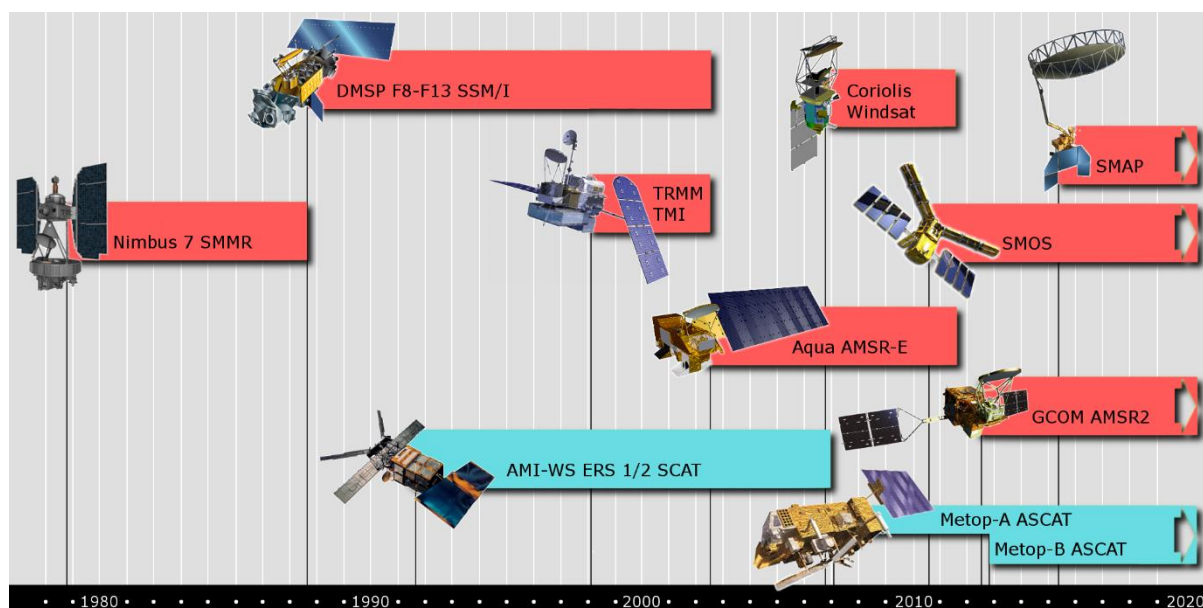 DMSP F8-F13 SSM/I
Coriolis
Windsat
SMAP
TRMM
TMI
Nimbus 7 SMMR
SMOS
Aqua AMSR-E
GCOM AMSR2
AMI-WS ERS 1/2 SCAT
Metop-A ASCAT
Metop-B ASCAT
1980 1990 2000 2010 2020